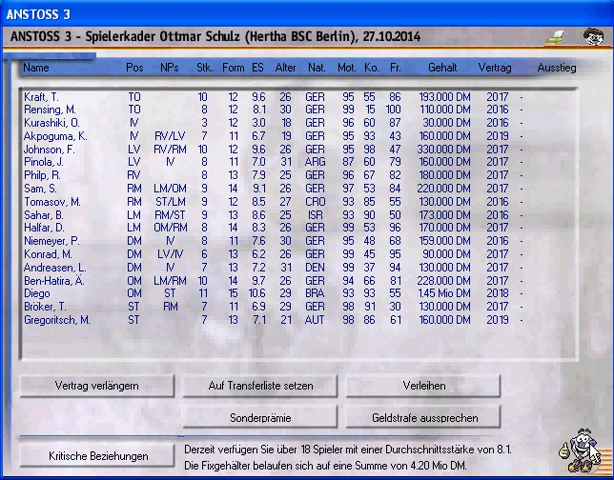 ANSTOSS 3
ANSTOSS 3 - Spielerkader Ottmar Schulz (Hertha BSC Berlin), 27.10.2014
Name Pos NPs Stk. Form ES Alter Nat. Mot. Ko. Fr. Gehalt Vertrag Ausstieg
Kraft, T. TO 10 12 9.6 26 GER 95 55 86 193.000 DM 2017 -
Rensing, M. TO 8 12 8.1 30 GER 99 15 100 110.000 DM 2016 -
Kurashiki, O. IV 3 12 3.0 18 GER 96 60 87 30.000 DM 2016 -
Akpoguma, K. IV RV/LV 7 11 6.7 19 GER 95 93 43 160.000 DM 2019 -
Johnson, F. LV RV/RM 10 12 9.6 26 GER 95 98 47 330.000 DM 2017 -
Pinola, J. LV IV 8 11 7.0 31 ARG 87 60 79 160.000 DM 2017 -
Philp, R. RV 8 13 7.9 25 GER 96 67 82 180.000 DM 2017 -
Sam, S. RM LM/OM 9 14 9.1 26 GER 97 53 84 220.000 DM 2017 -
Tomasov, M. RM ST/LM 9 12 8.5 27 CRO 93 85 55 130.000 DM 2016 -
Sahar, B. LM RM/ST 9 13 8.6 25 ISR 93 90 50 173.000 DM 2016 -
Halfar, D. LM OM/RM 8 14 8.3 26 GER 99 53 96 170.000 DM 2017 -
Niemeyer, P. DM IV 8 11 7.6 30 GER 95 48 68 159.000 DM 2016 -
Konrad, M. DM LV/IV 6 13 6.2 26 GER 99 45 95 90.000 DM 2017 -
Andreasen, L. DM IV 7 13 7.2 31 DEN 99 37 94 130.000 DM 2017 -
Ben-Hatira, Ä. OM LM/RM 10 14 9.7 26 GER 94 66 81 228.000 DM 2017 -
Diego OM ST 11 15 10.6 29 BRA 93 93 55 1.45 Mio DM 2018 -
Bröker, T. ST RM 7 11 6.9 29 GER 98 91 30 130.000 DM 2017 -
Gregoritsch, M. ST 7 13 7.1 21 AUT 98 86 61 160.000 DM 2019 -
Vertrag verlängern Auf Transferliste setzen Verleihen
Sonderprämie Geldstrafe aussprechen
Kritische Beziehungen
Derzeit verfügen Sie über 18 Spieler mit einer Durchschnittsstärke von 8.1.
Die Fixgehälter belaufen sich auf eine Summe von 4.20 Mio DM.